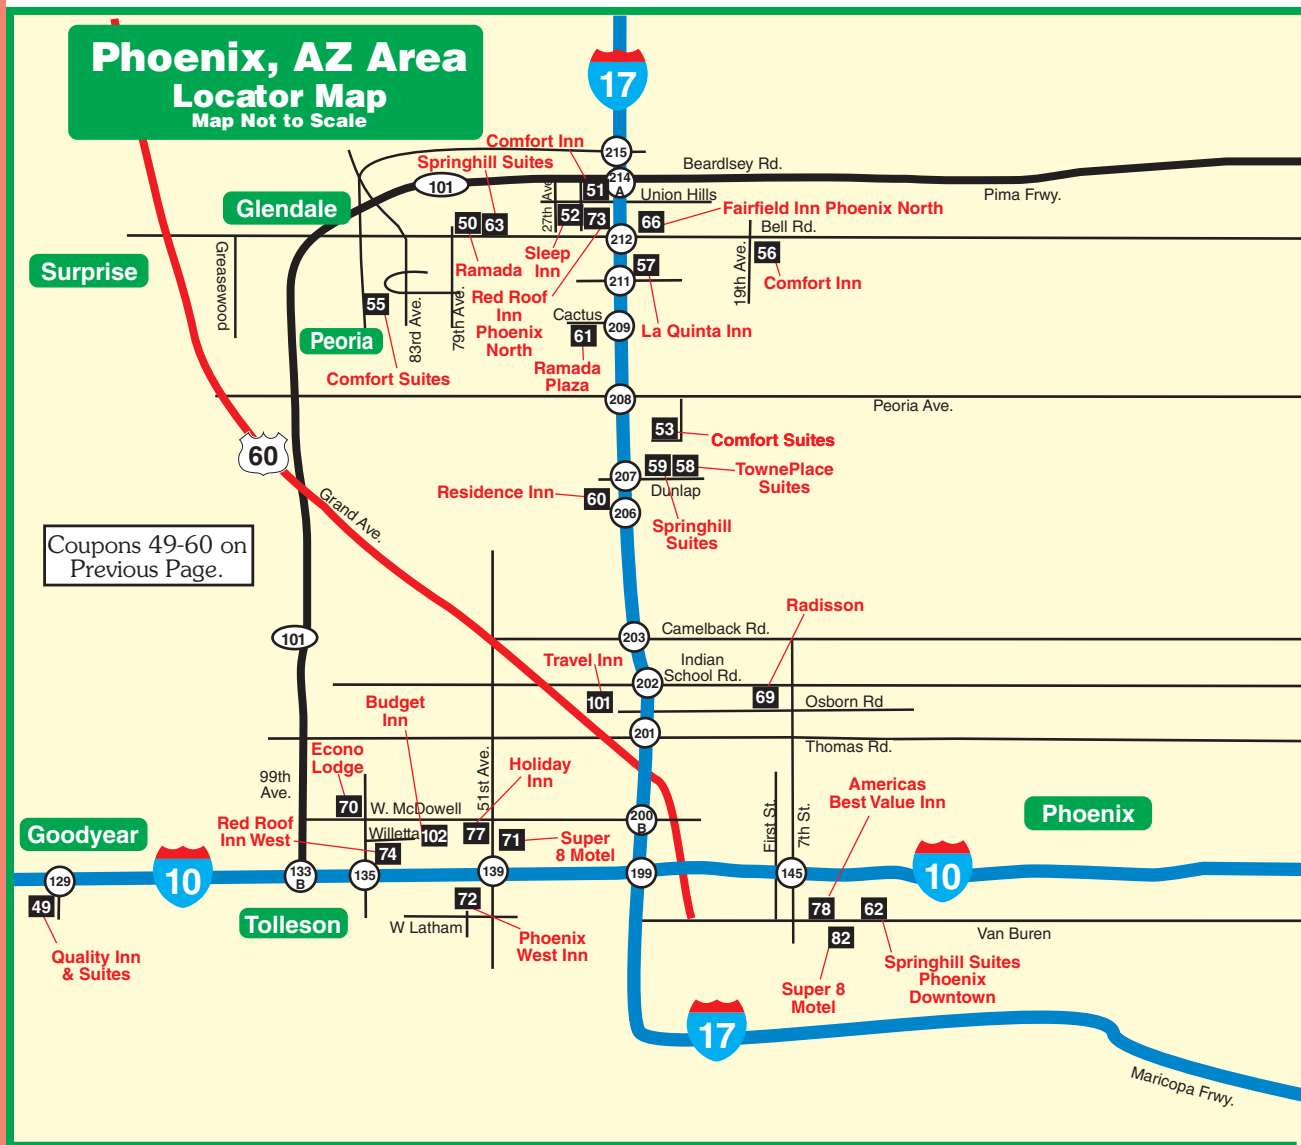 Phoenix, AZ Area
Locator Map
Map Not to Scale
17
Comfort Inn
215
Springhill Suites
Beardlsey Rd.
101
214
A
51
27th Ave
Union Hills
Pima Frwy.
Glendale
50
63
52
73
66
Fairfield Inn Phoenix North
Bell Rd.
212
Greasewood
Surprise
Ramada
Sleep
Inn
57
56
19th Ave.
Comfort Inn
211
55
83rd Ave.
79th Ave.
Red Roof
Inn
Phoenix
North
Cactus
209
61
La Quinta Inn
Peoria
Ramada
Plaza
Comfort Suites
208
Peoria Ave.
53
Comfort Suites
60
59
58
TownePlace
Suites
207
Dunlap
Residence Inn
60
206
Grand Ave.
Springhill
Suites
Coupons 49-60 on
Previous Page.
Radisson
101
203
Camelback Rd.
Travel Inn
Indian
School Rd.
202
101
69
Osborn Rd
Budget
Inn
201
Thomas Rd.
Econo
Lodge
51st Ave.
Holiday
Inn
99th
Ave.
Americas
Best Value Inn
70
W. McDowell
First St.
7th St.
Phoenix
200
B
Goodyear
Red Roof
Inn West
Willetta
102
77
71
Super
8 Motel
74
129
10
133
B
135
139
199
145
10
49
72
78
62
Tolleson
W Latham
Van Buren
82
Phoenix
West Inn
Quality Inn
& Suites
Springhill Suites
Phoenix
Downtown
Super 8
Motel
17
Maricopa Frwy.